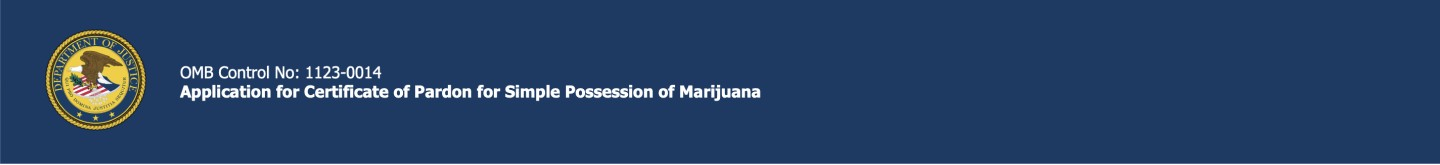 DEPARTMENT OF JUSTICE
OMB Control No: 1123-0014
Application for Certificate of Pardon for Simple Possession of Marijuana